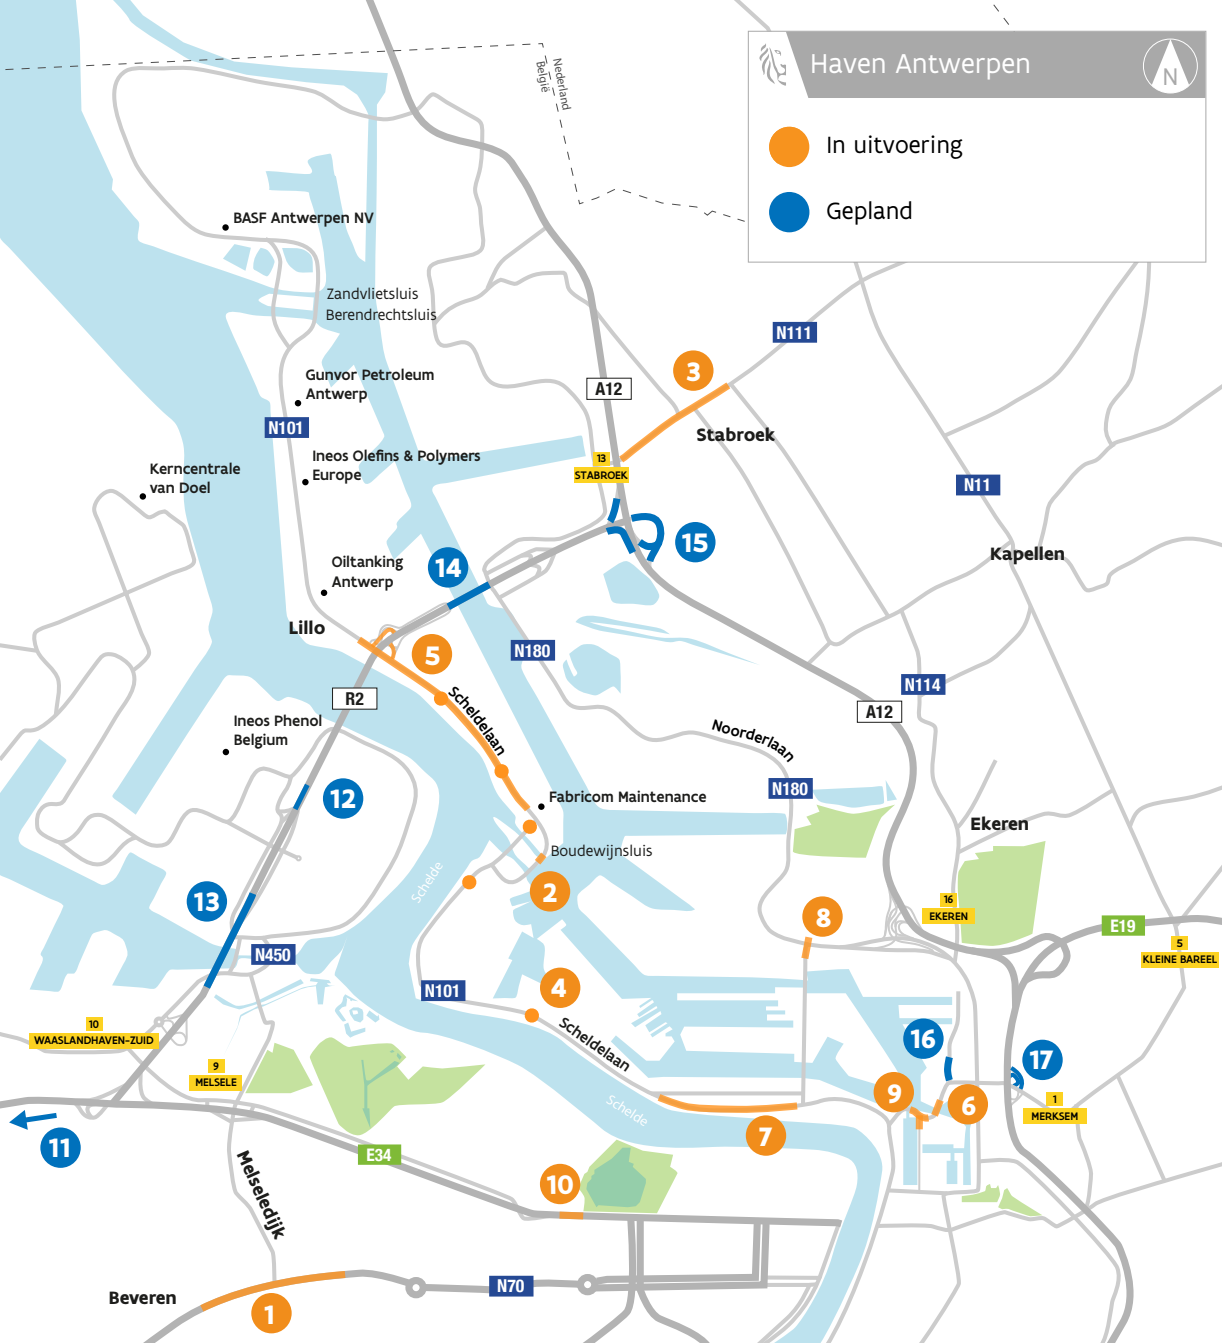 Haven Antwerpen
N
In uitvoering
Gepland
Nederland
België
BASF Antwerpen NV
Zandvlietsluis
Berendrechtsluis
N111
3
A12
Gunvor Petroleum
Antwerp
N101
Stabroek
13
STABROEK
Ineos Olefins & Polymers
Europe
Kerncentrale
van Doel
N11
15
Kapellen
14
Oiltanking
Antwerp
Lillo
5
N180
R2
N114
A12
Scheldelaan
Ineos Phenol
Belgium
Noorderlaan
12
Fabricom Maintenance
N180
Ekeren
Boudewijnsluis
Schelde
2
13
8
16
EKEREN
E19
5
KLEINE BAREEL
N450
N101
4
10
WAASLANDHAVEN-ZUID
Scheldelaan
16
17
9
MELSELE
9
6
1
MERKSEM
Schelde
7
11
E34
Melseledijk
10
N70
Beveren
1